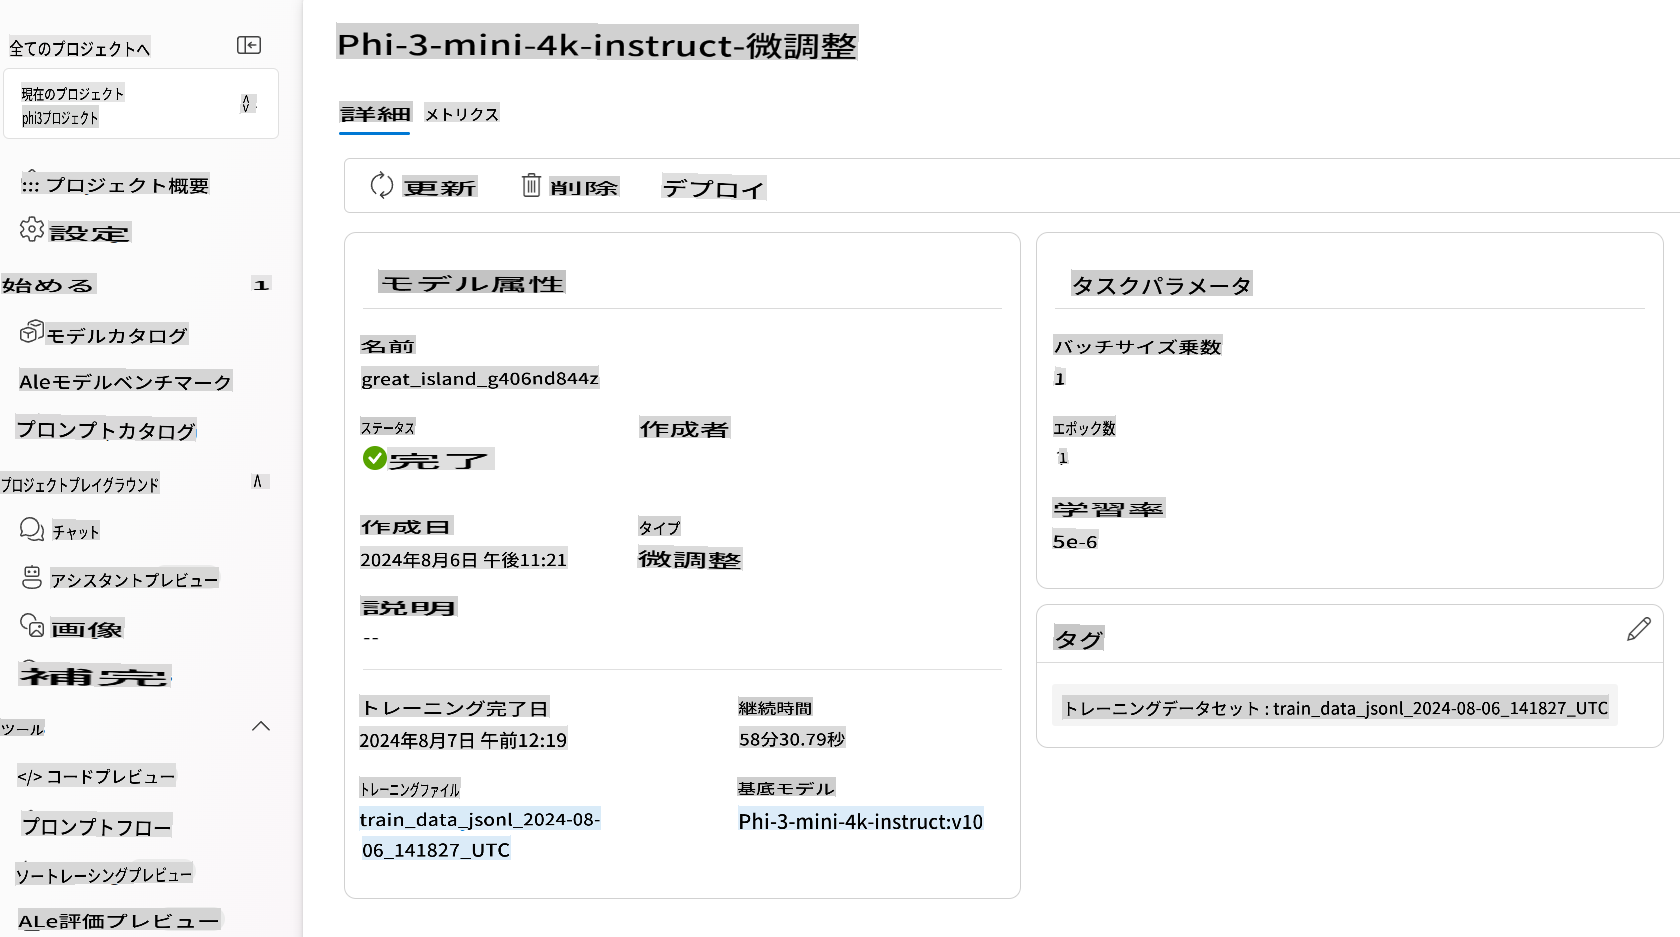 全てのプロジェクトへ
現在のプロジェクト
phi3プロジェクト
::: プロジェクト概要
設定
始める
1
モデルカタログ
Aleモデルベンチマーク
プロンプトカタログ
プロジェクトプレイグラウンド
チャット
アシスタントプレビュー
画像
補完
ツール
</> コードプレビュー
プロンプトフロー
ソートレーシングプレビュー
ALe評価プレビュー
Phi-3-mini-4k-instruct-微調整
詳細 メトリクス
更新 削除 デプロイ
モデル属性
名前
great_island_g406nd844z
ステータス 作成者
完了
作成日 タイプ
2024年8月6日 午後11:21 微調整
説明
--
トレーニング完了日 継続時間
2024年8月7日 午前12:19 58分30.79秒
トレーニングファイル 基底モデル
train_data_jsonl_2024-08- Phi-3-mini-4k-instruct:v10
06_141827_UTC
タスクパラメータ
バッチサイズ乗数
1
エポック数
1
学習率
5e-6
タグ
トレーニングデータセット : train_data_jsonl_2024-08-06_141827_UTC